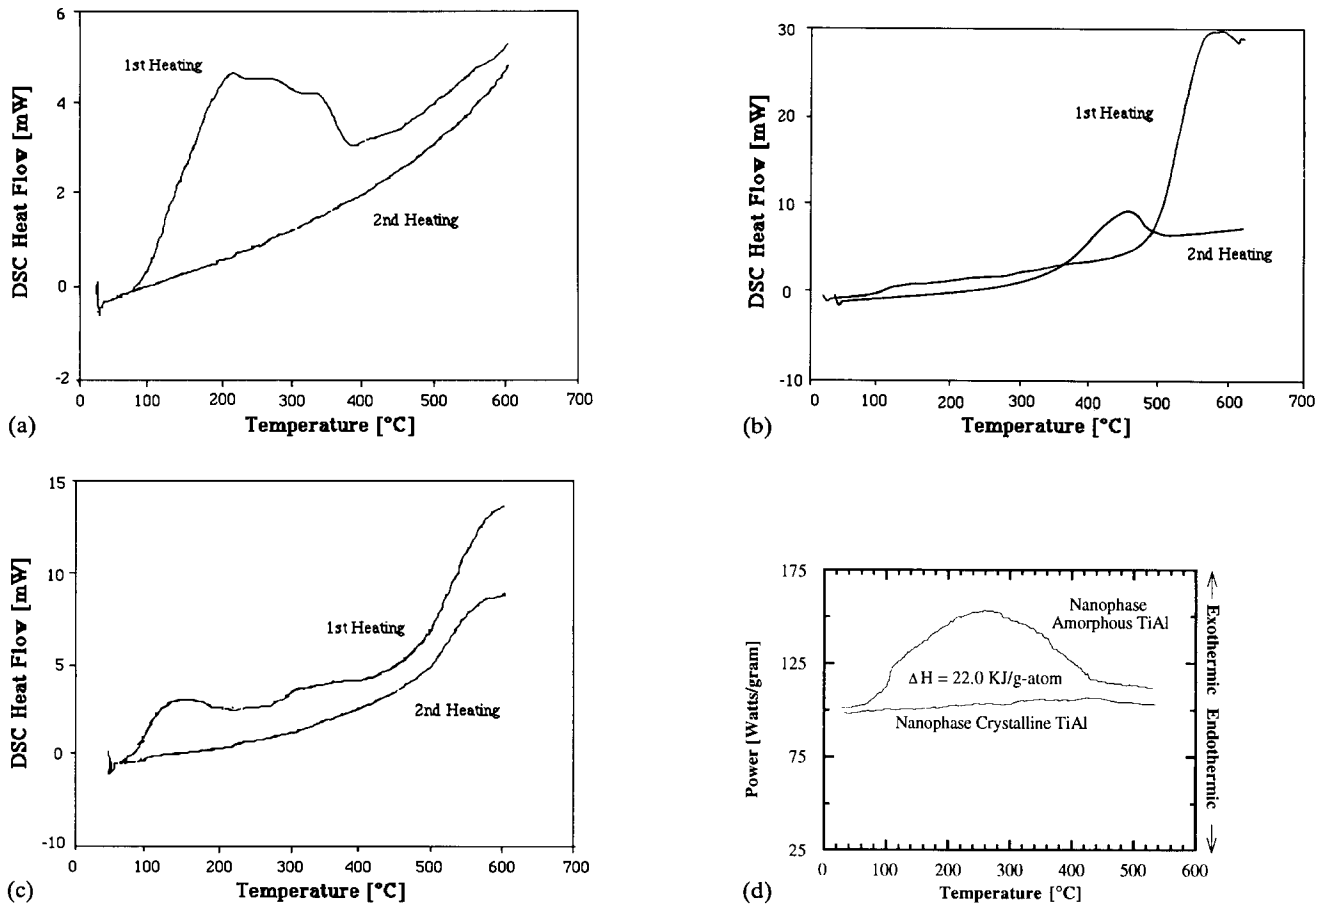 6
4
2
0
-2
DSC Heat Flow [mW]
1st Heating
2nd Heating
0 100 200 300 400 500 600 700
Temperature [°C]
(a)
30
20
10
0
-10
DSC Heat Flow [mW]
1st Heating
2nd Heating
0 100 200 300 400 500 600 700
Temperature [°C]
(b)
15
10
5
0
-10
DSC Heat Flow [mW]
1st Heating
2nd Heating
0 100 200 300 400 500 600 700
Temperature [°C]
(c)
175
125
75
25
Power [Watts/gram]
Nanophase
Amorphous TiAl
ΔH = 22.0 KJ/g-atom
Nanophase Crystalline TiAl
Exothermic
Endothermic
0 100 200 300 400 500 600
Temperature [°C]
(d)